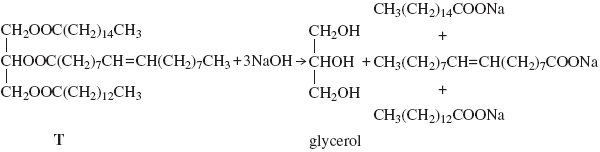 CH₃(CH₂)₁₄COONa
CH₂OOC(CH₂)₁₄CH₃ CH₂OH +
CHOOC(CH₂)₇CH=CH(CH₂)₇CH₃ + 3NaOH → CHOH + CH₃(CH₂)₇CH=CH(CH₂)₇COONa
CH₂OOC(CH₂)₁₂CH₃ CH₂OH +
CH₃(CH₂)₁₂COONa
T glycerol